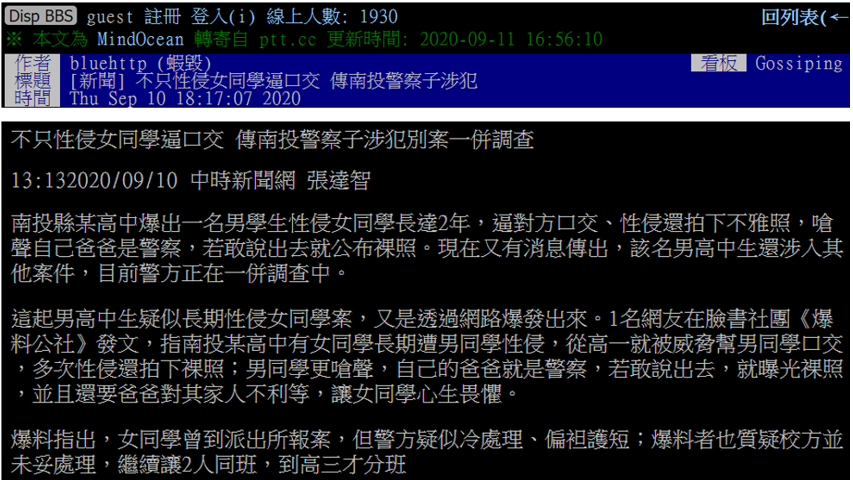 Disp BBS guest 註冊 登入(i) 線上人數: 1930 回列表(←
※ 本文為 MindOcean 轉寄自 ptt.cc 更新時間: 2020-09-11 16:56:10
作者 bluehttp (蝦毀) 看板 Gossiping
標題 [新聞] 不只性侵女同學逼口交 傳南投警察子涉犯
時間 Thu Sep 10 18:17:07 2020
不只性侵女同學逼口交 傳南投警察子涉犯別案一併調查
13:132020/09/10 中時新聞網 張達智
南投縣某高中爆出一名男學生性侵女同學長達2年，逼對方口交、性侵還拍下不雅照，嗆
聲自己爸爸是警察，若敢說出去就公布裸照。現在又有消息傳出，該名男高中生還涉入其
他案件，目前警方正在一併調查中。
這起男高中生疑似長期性侵女同學案，又是透過網路爆發出來。1名網友在臉書社團《爆
料公社》發文，指南投某高中有女同學長期遭男同學性侵，從高一就被威脅幫男同學口交
，多次性侵還拍下裸照；男同學更嗆聲，自己的爸爸就是警察，若敢說出去，就曝光裸照
，並且還要爸爸對其家人不利等，讓女同學心生畏懼。
爆料指出，女同學曾到派出所報案，但警方疑似冷處理、偏袒護短；爆料者也質疑校方並
未妥處理，繼續讓2人同班，到高三才分班